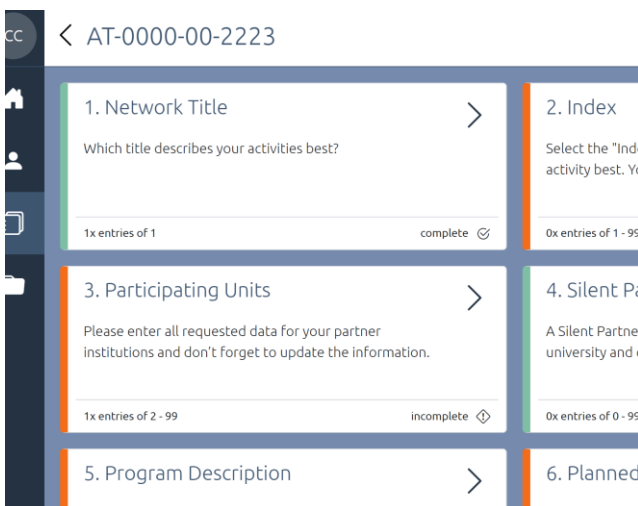 CC
AT-0000-00-2223
1. Network Title
Which title describes your activities best?
1x entries of 1
complete
2. Index
Select the
activity best.
0x entries of 1 - 99
3. Participating Units
Please enter all requested data for your partner
institutions and don't forget to update the information.
1x entries of 2 - 99
incomplete
4. Silent
A Silent
university and
0x entries of 0 - 99
5. Program Description
6. Planned